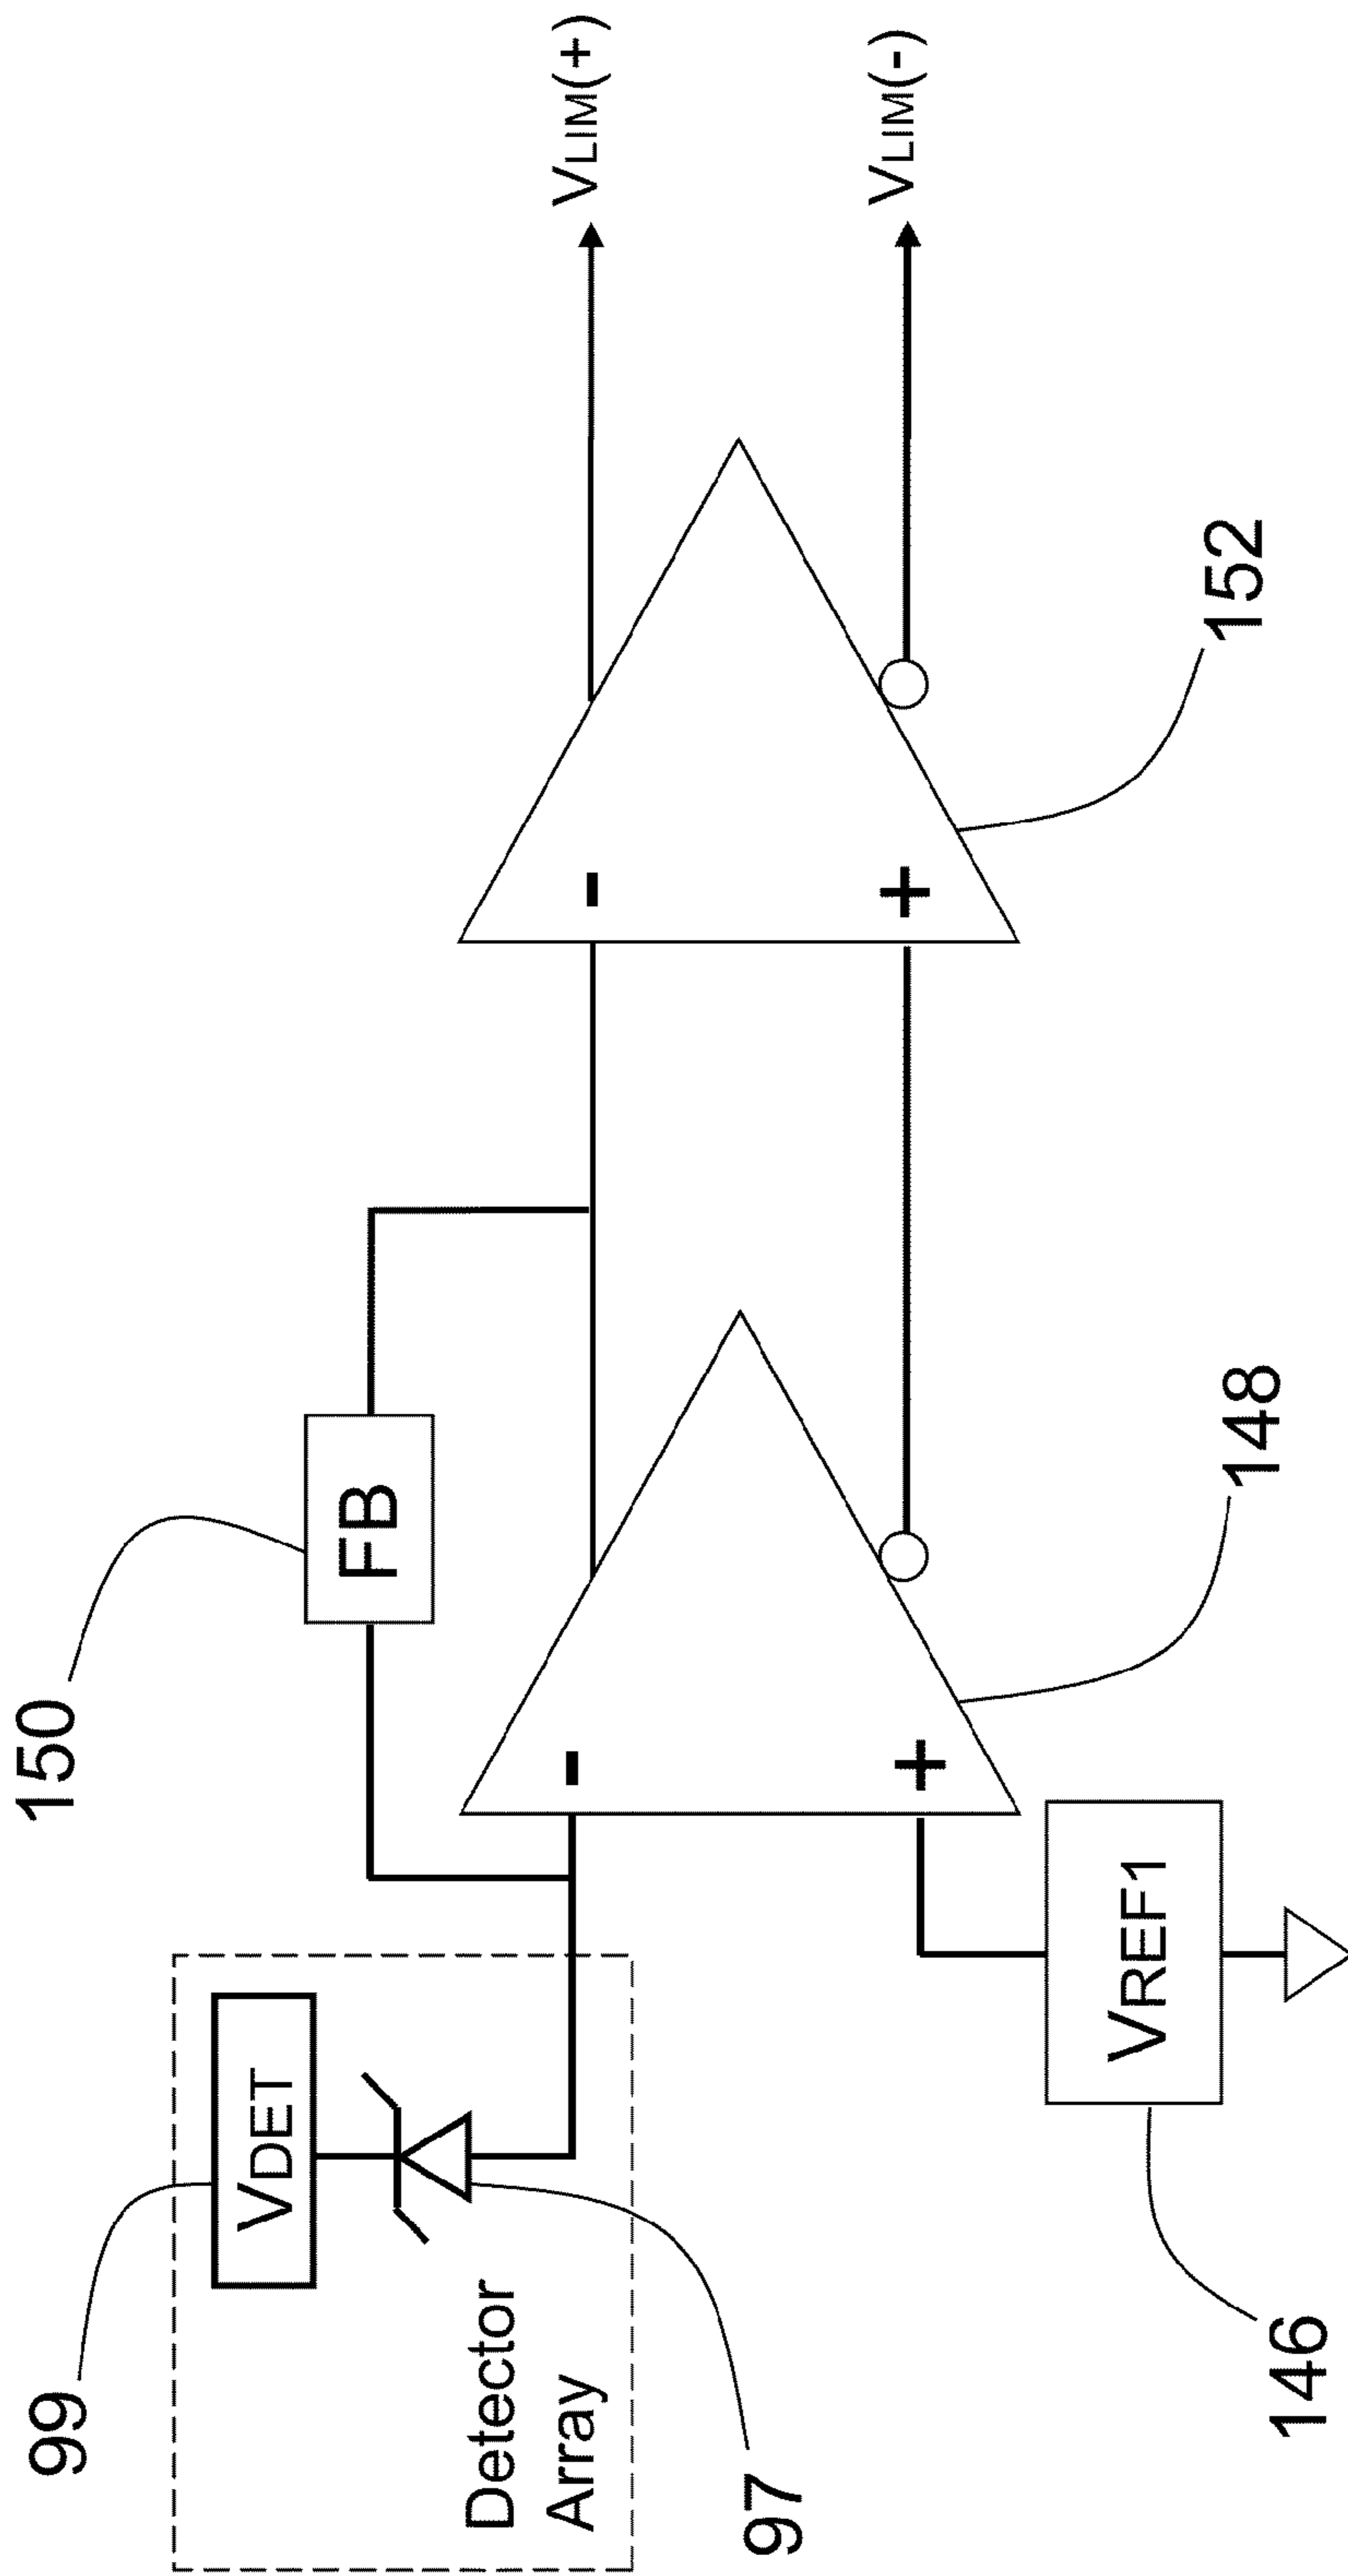 99
VDET
Detector
Array
97
150
FB
-
+
148
VREF1
146
-
+
152
VLIM(+)
VLIM(-)